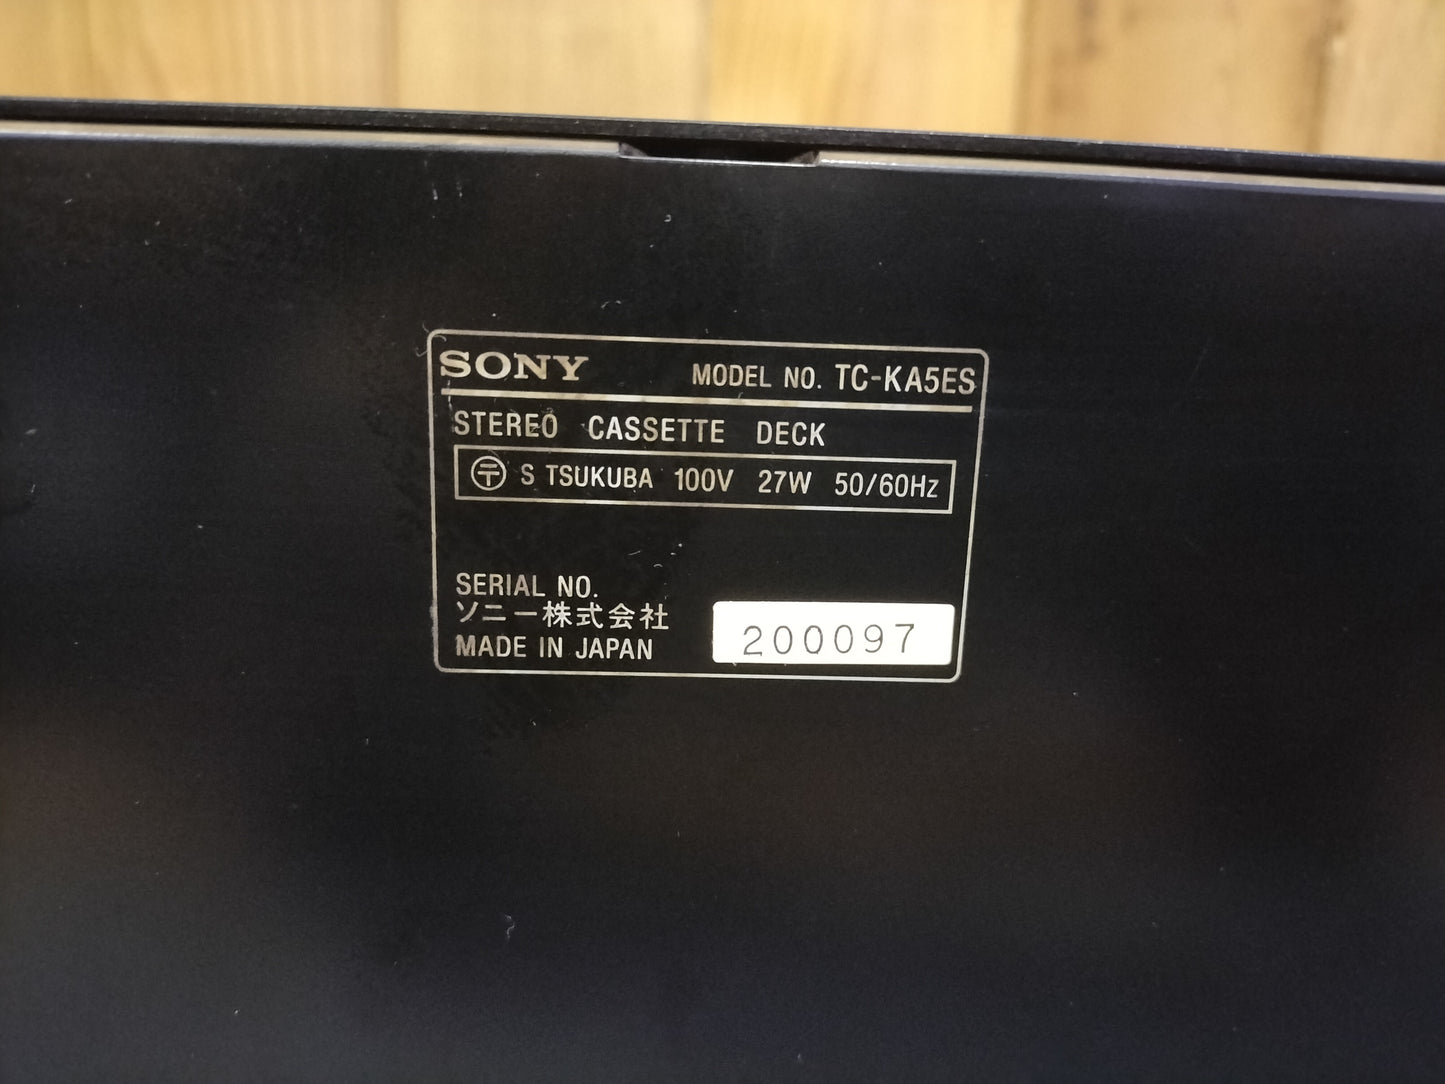 SONY MODEL NO. TC-KA5ES
STEREO CASSETTE DECK
〒 S TSUKUBA 100V 27W 50/60Hz
SERIAL NO.
ソニー株式会社
MADE IN JAPAN
200097